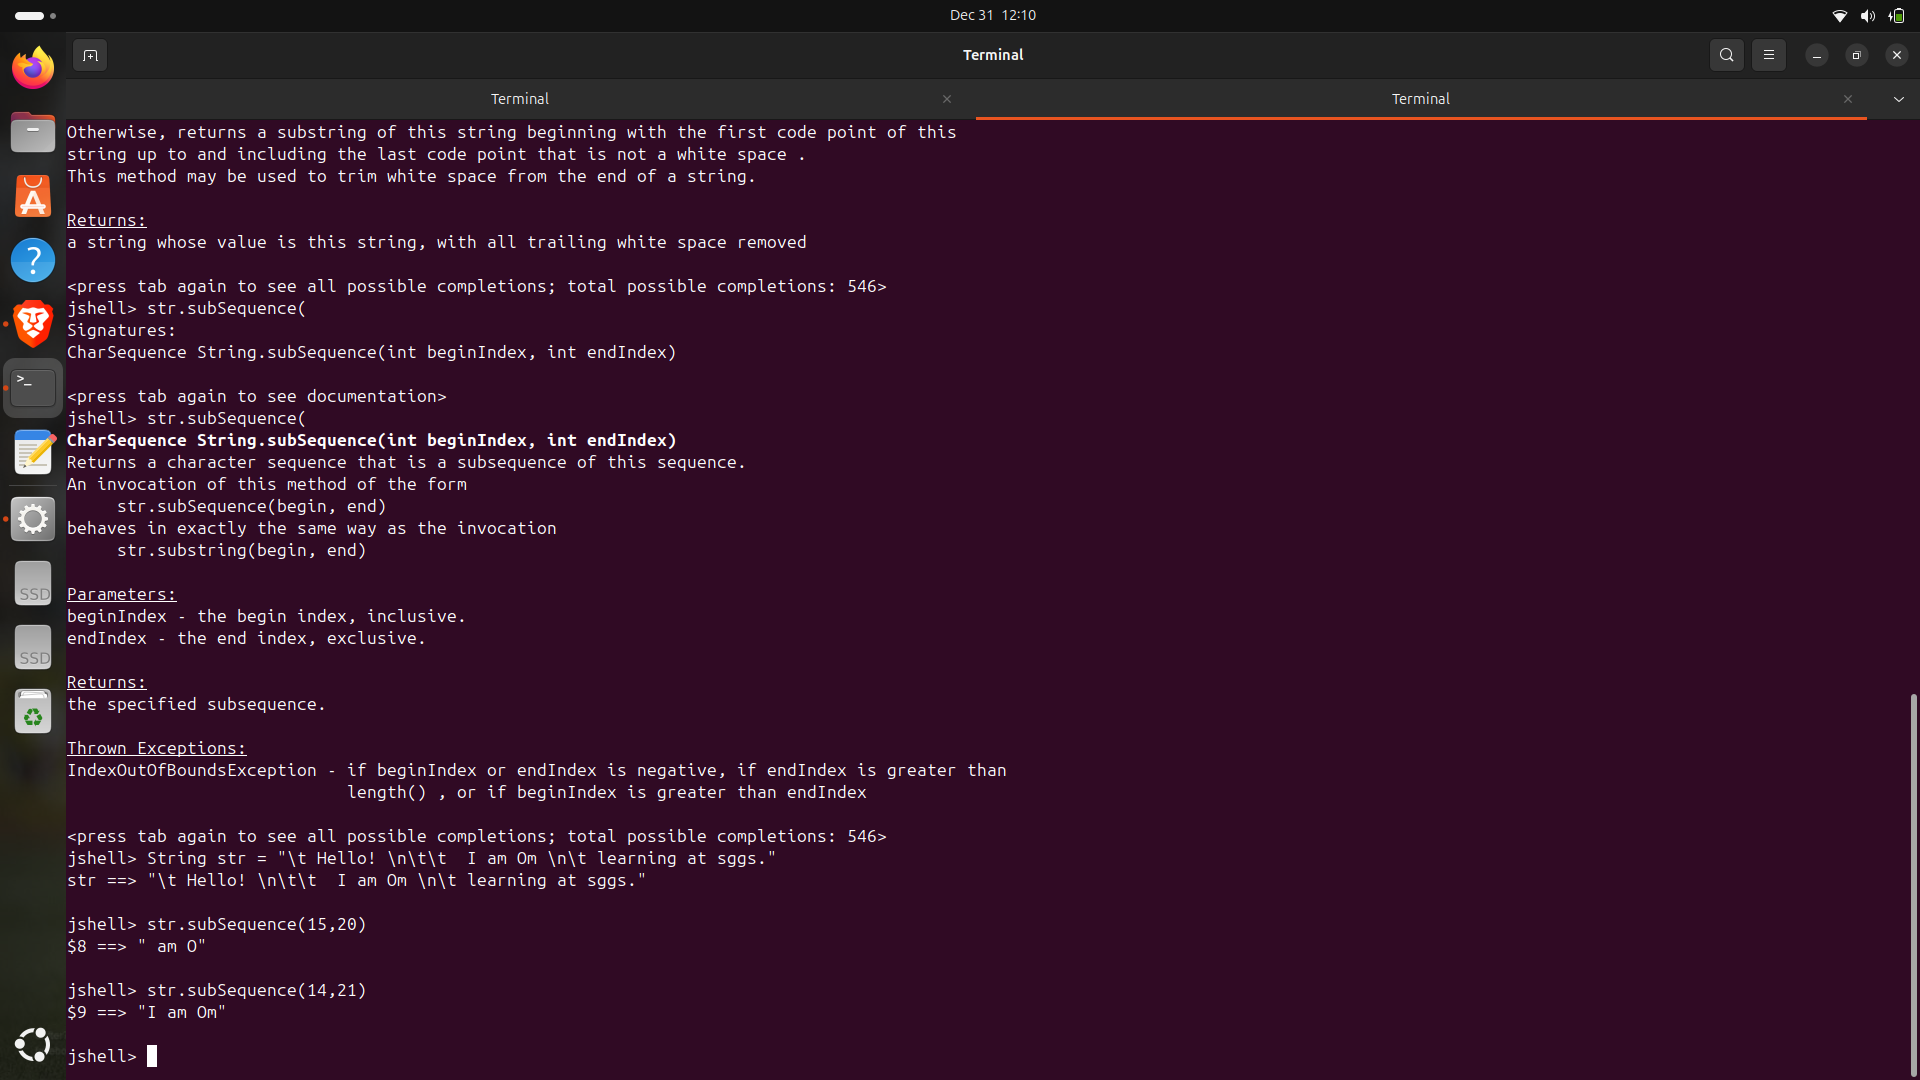 Dec 31 12:10
Terminal
Terminal
Terminal
Otherwise, returns a substring of this string beginning with the first code point of this
string up to and including the last code point that is not a white space .
This method may be used to trim white space from the end of a string.
Returns:
a string whose value is this string, with all trailing white space removed
<press tab again to see all possible completions; total possible completions: 546>
jshell> str.subSequence(
Signatures:
CharSequence String.subSequence(int beginIndex, int endIndex)
<press tab again to see documentation>
jshell> str.subSequence(
CharSequence String.subSequence(int beginIndex, int endIndex)
Returns a character sequence that is a subsequence of this sequence.
An invocation of this method of the form
     str.subSequence(begin, end)
behaves in exactly the same way as the invocation
     str.substring(begin, end)
Parameters:
beginIndex - the begin index, inclusive.
endIndex - the end index, exclusive.
Returns:
the specified subsequence.
Thrown Exceptions:
IndexOutOfBoundsException - if beginIndex or endIndex is negative, if endIndex is greater than
                            length() , or if beginIndex is greater than endIndex
<press tab again to see all possible completions; total possible completions: 546>
jshell> String str = "\t Hello! \n\t\t  I am Om \n\t learning at sggs."
str ==> "\t Hello! \n\t\t  I am Om \n\t learning at sggs."
jshell> str.subSequence(15,20)
$8 ==> " am O"
jshell> str.subSequence(14,21)
$9 ==> "I am Om"
jshell>
SSD
SSD